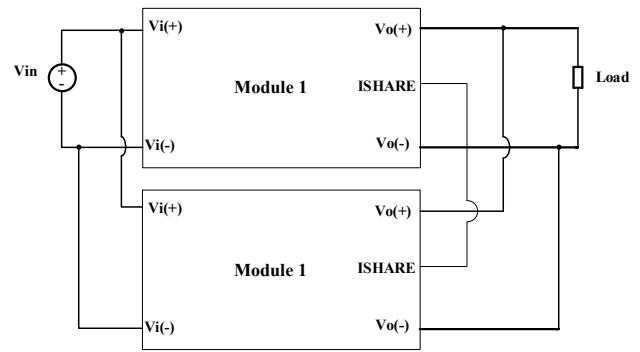 Vi(+)
Vo(+)
Vin
+
-
Module 1
ISHARE
Load
Vi(-)
Vo(-)
Vi(+)
Vo(+)
Module 1
ISHARE
Vi(-)
Vo(-)